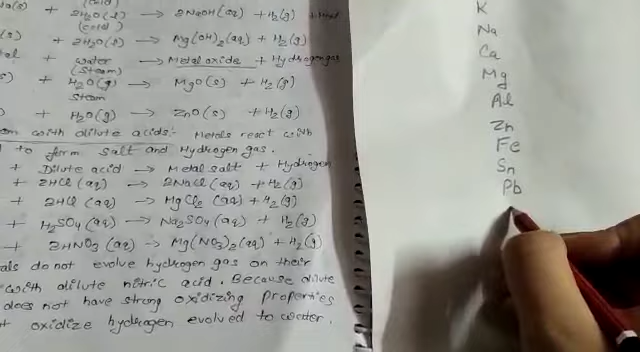 + 2H₂O(l) → 2NaOH(aq) + H₂(g)
(cold)
+ 2H₂O(l) → Mg(OH)₂(aq) + H₂(g)
+ water → Metal oxide + Hydrogen gas
(Steam)
+ H₂O(g) → MgO(s) + H₂(g)
Steam
+ H₂O(g) → ZnO(s) + H₂(g)
with dilute acids:- Metals react with
to form salt and Hydrogen gas.
+ Dilute acid → Metal salt + Hydrogen
+ 2HCl(aq) → 2NaCl(aq) + H₂(g)
+ 2HCl(aq) → MgCl₂(aq) + H₂(g)
+ H₂SO₄(aq) → Na₂SO₄(aq) + H₂(g)
+ 2HNO₃(aq) → Mg(NO₃)₂(aq) + H₂(g)
als do not evolve hydrogen gas on their
with dilute nitric acid. Because dilute
does not have strong oxidizing properties
t oxidize hydrogen evolved to water.
K
Na
Ca
Mg
Al
Zn
Fe
Sn
Pb